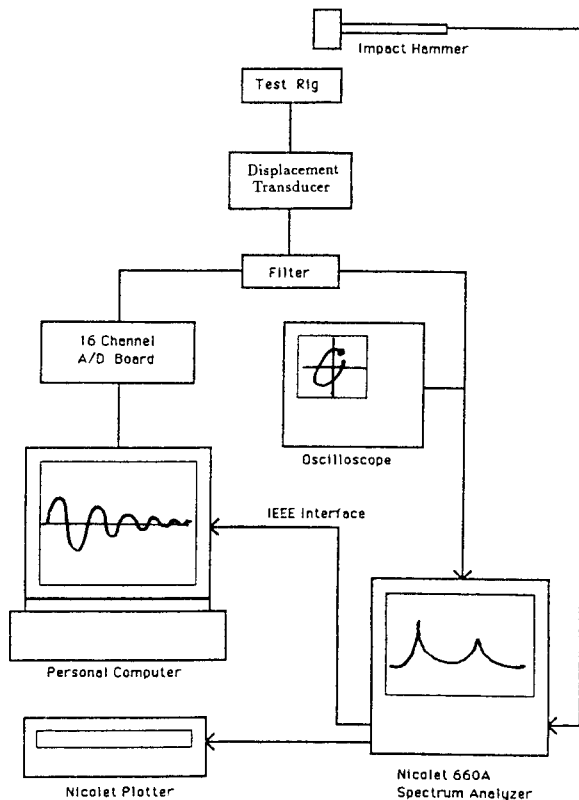 Impact Hammer
Test Rig
Displacement
Transducer
Filter
16 Channel
A/D Board
Oscilloscope
IEEE Interface
Personal Computer
Nicolet Plotter
Nicolet 660A
Spectrum Analyzer